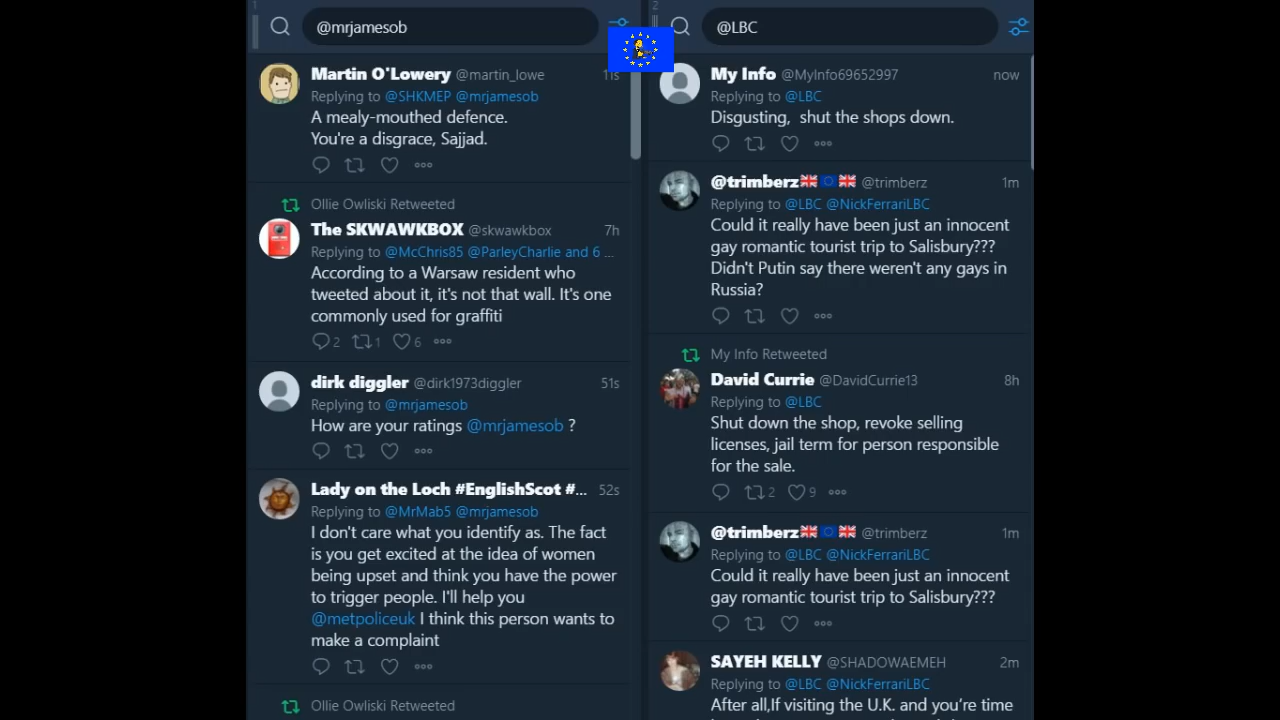 1
@mrjamesob
Martin O'Lowery @martin_lowe 11s
Replying to @SHKMEP @mrjamesob
A mealy-mouthed defence.
You're a disgrace, Sajjad.
Ollie Owliski Retweeted
The SKWAWKBOX @skwawkbox 7h
Replying to @McChris85 @ParleyCharlie and 6 ...
According to a Warsaw resident who
tweeted about it, it's not that wall. It's one
commonly used for graffiti
2 1 6
dirk diggler @dirk1973diggler 51s
Replying to @mrjamesob
How are your ratings @mrjamesob ?
Lady on the Loch #EnglishScot #... 52s
Replying to @MrMab5 @mrjamesob
I don't care what you identify as. The fact
is you get excited at the idea of women
being upset and think you have the power
to trigger people. I'll help you
@metpoliceuk I think this person wants to
make a complaint
Ollie Owliski Retweeted
2
@LBC
My Info @MyInfo69652997 now
Replying to @LBC
Disgusting, shut the shops down.
@trimberz @trimberz 1m
Replying to @LBC @NickFerrariLBC
Could it really have been just an innocent
gay romantic tourist trip to Salisbury???
Didn't Putin say there weren't any gays in
Russia?
My Info Retweeted
David Currie @DavidCurrie13 8h
Replying to @LBC
Shut down the shop, revoke selling
licenses, jail term for person responsible
for the sale.
2 9
@trimberz @trimberz 1m
Replying to @LBC @NickFerrariLBC
Could it really have been just an innocent
gay romantic tourist trip to Salisbury???
SAYEH KELLY @SHADOWAEMEH 2m
Replying to @LBC @NickFerrariLBC
After all,If visiting the U.K. and you're time